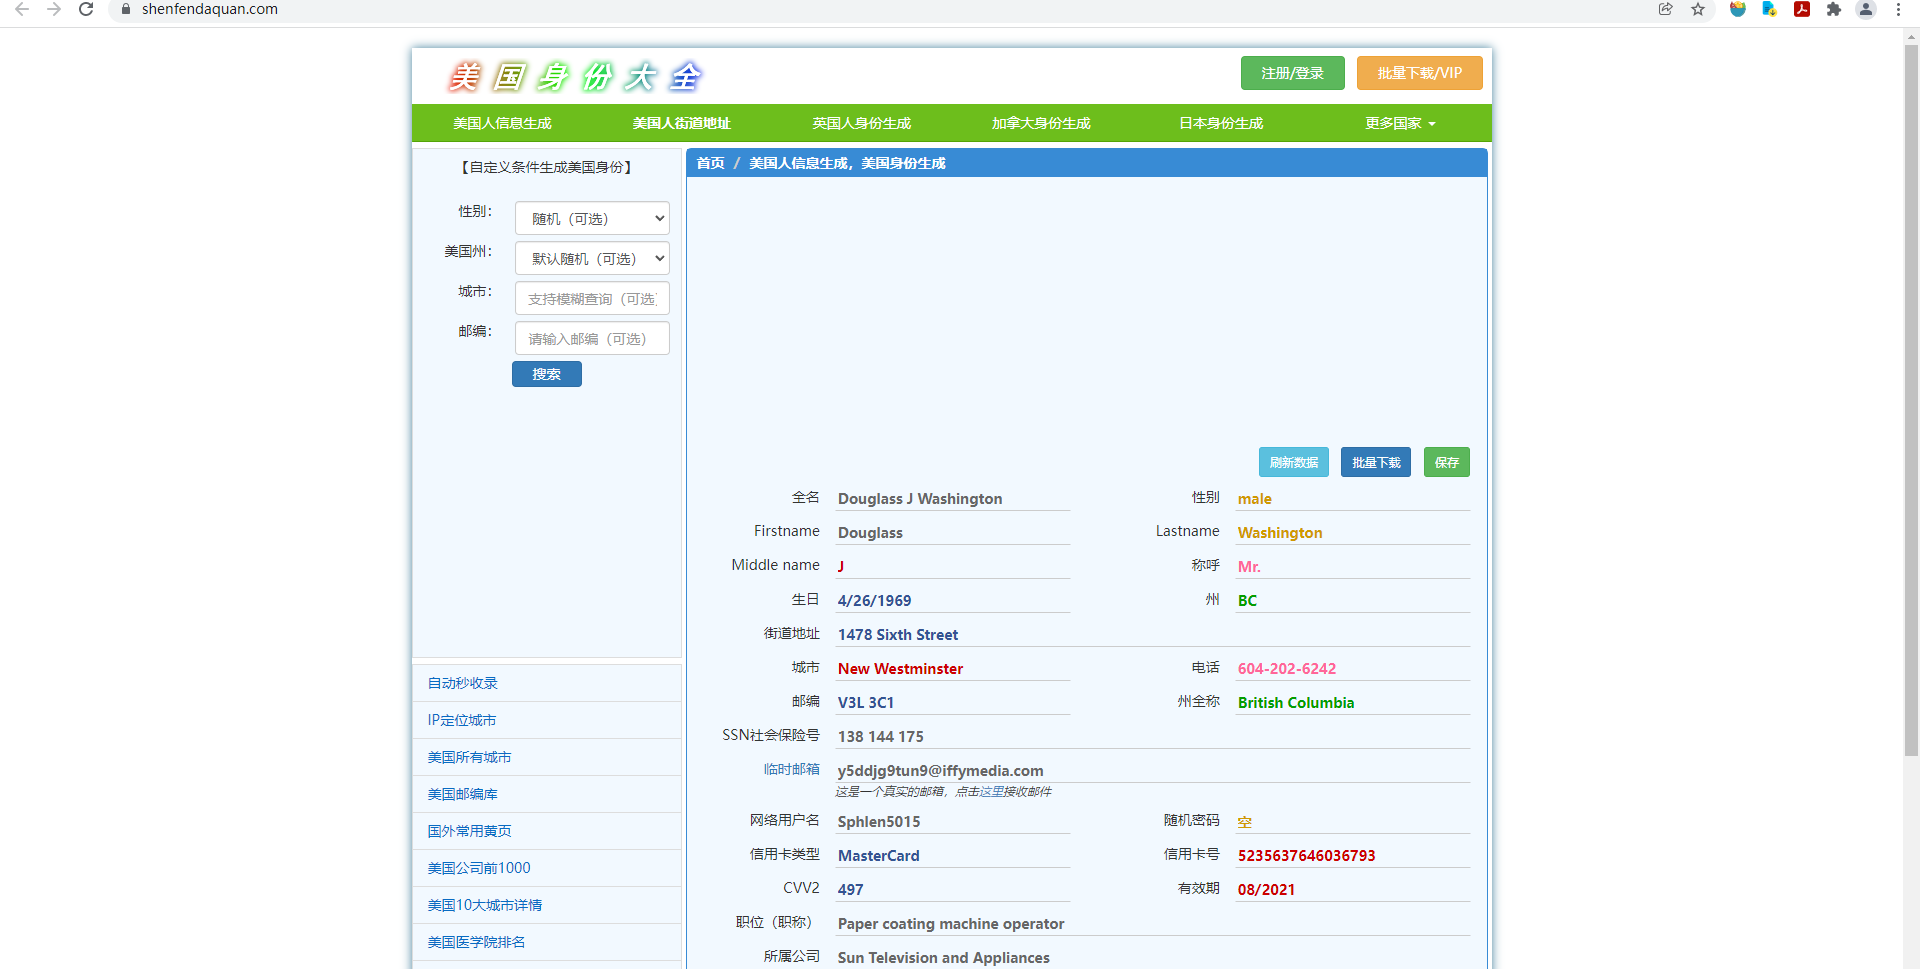 shenfendaquan.com
美国身份大全
注册/登录
批量下载/VIP
美国人信息生成
美国人街道地址
英国人身份生成
加拿大身份生成
日本身份生成
更多国家
【自定义条件生成美国身份】
性别：
随机（可选）
美国州：
默认随机（可选）
城市：
支持模糊查询（可选）
邮编：
请输入邮编（可选）
搜索
自动秒收录
IP定位城市
美国所有城市
美国邮编库
国外常用黄页
美国公司前1000
美国10大城市详情
美国医学院排名
首页 / 美国人信息生成，美国身份生成
刷新数据
批量下载
保存
全名 Douglass J Washington
性别 male
Firstname Douglass
Lastname Washington
Middle name J
称呼 Mr.
生日 4/26/1969
州 BC
街道地址 1478 Sixth Street
城市 New Westminster
电话 604-202-6242
邮编 V3L 3C1
州全称 British Columbia
SSN社会保险号 138 144 175
临时邮箱 y5ddjg9tun9@iffymedia.com
这是一个真实的邮箱，点击这里接收邮件
网络用户名 Sphlen5015
随机密码 空
信用卡类型 MasterCard
信用卡号 5235637646036793
CVV2 497
有效期 08/2021
职位（职称） Paper coating machine operator
所属公司 Sun Television and Appliances